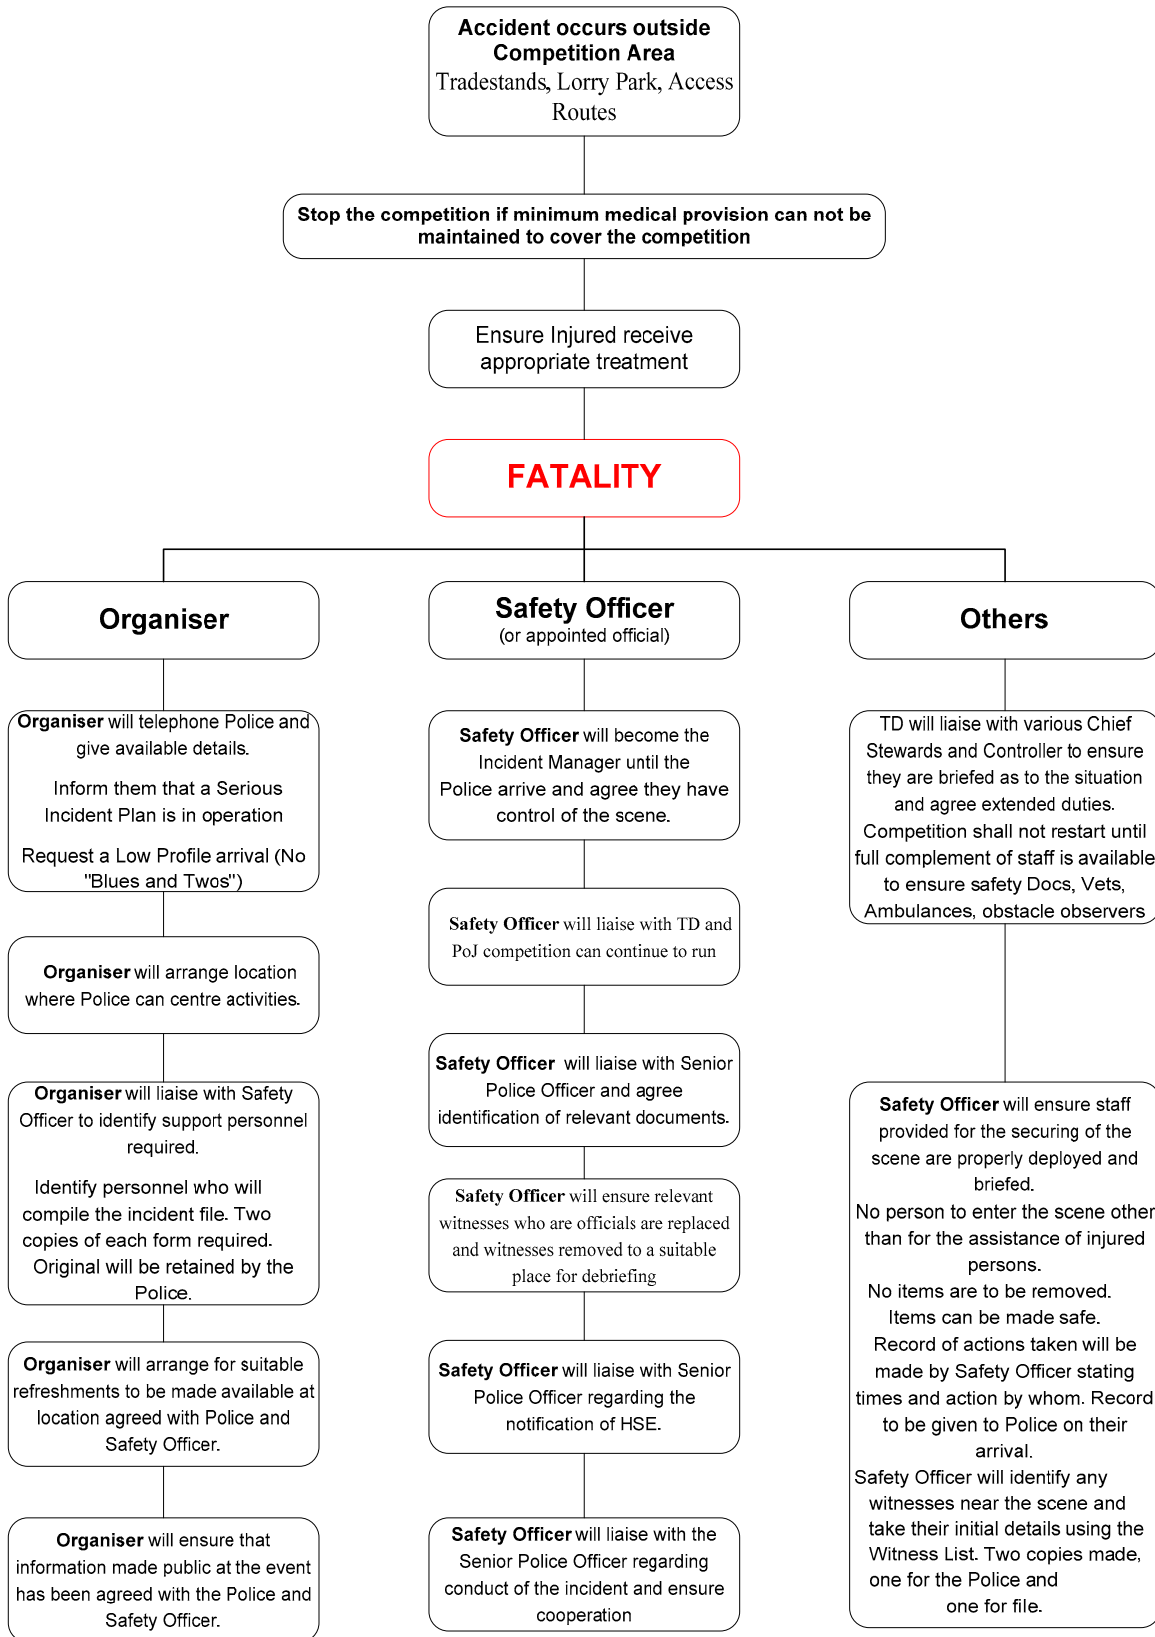 Accident occurs outside
Competition Area
Tradestands, Lorry Park, Access
Routes
Stop the competition if minimum medical provision can not be
maintained to cover the competition
Ensure Injured receive
appropriate treatment
FATALITY
Organiser
Organiser will telephone Police and
give available details.
Inform them that a Serious
Incident Plan is in operation
Request a Low Profile arrival (No
"Blues and Twos")
Organiser will arrange location
where Police can centre activities.
Organiser will liaise with Safety
Officer to identify support personnel
required.
Identify personnel who will
compile the incident file. Two
copies of each form required.
Original will be retained by the
Police.
Organiser will arrange for suitable
refreshments to be made available at
location agreed with Police and
Safety Officer.
Organiser will ensure that
information made public at the event
has been agreed with the Police and
Safety Officer.
Safety Officer
(or appointed official)
Safety Officer will become the
Incident Manager until the
Police arrive and agree they have
control of the scene.
Safety Officer will liaise with TD and
PoJ competition can continue to run
Safety Officer will liaise with Senior
Police Officer and agree
identification of relevant documents.
Safety Officer will ensure relevant
witnesses who are officials are replaced
and witnesses removed to a suitable
place for debriefing
Safety Officer will liaise with Senior
Police Officer regarding the
notification of HSE.
Safety Officer will liaise with the
Senior Police Officer regarding
conduct of the incident and ensure
cooperation
Others
TD will liaise with various Chief
Stewards and Controller to ensure
they are briefed as to the situation
and agree extended duties.
Competition shall not restart until
full complement of staff is available
to ensure safety Docs, Vets,
Ambulances, obstacle observers
Safety Officer will ensure staff
provided for the securing of the
scene are properly deployed and
briefed.
No person to enter the scene other
than for the assistance of injured
persons.
No items are to be removed.
Items can be made safe.
Record of actions taken will be
made by Safety Officer stating
times and action by whom. Record
to be given to Police on their
arrival.
Safety Officer will identify any
witnesses near the scene and
take their initial details using the
Witness List. Two copies made,
one for the Police and
one for file.